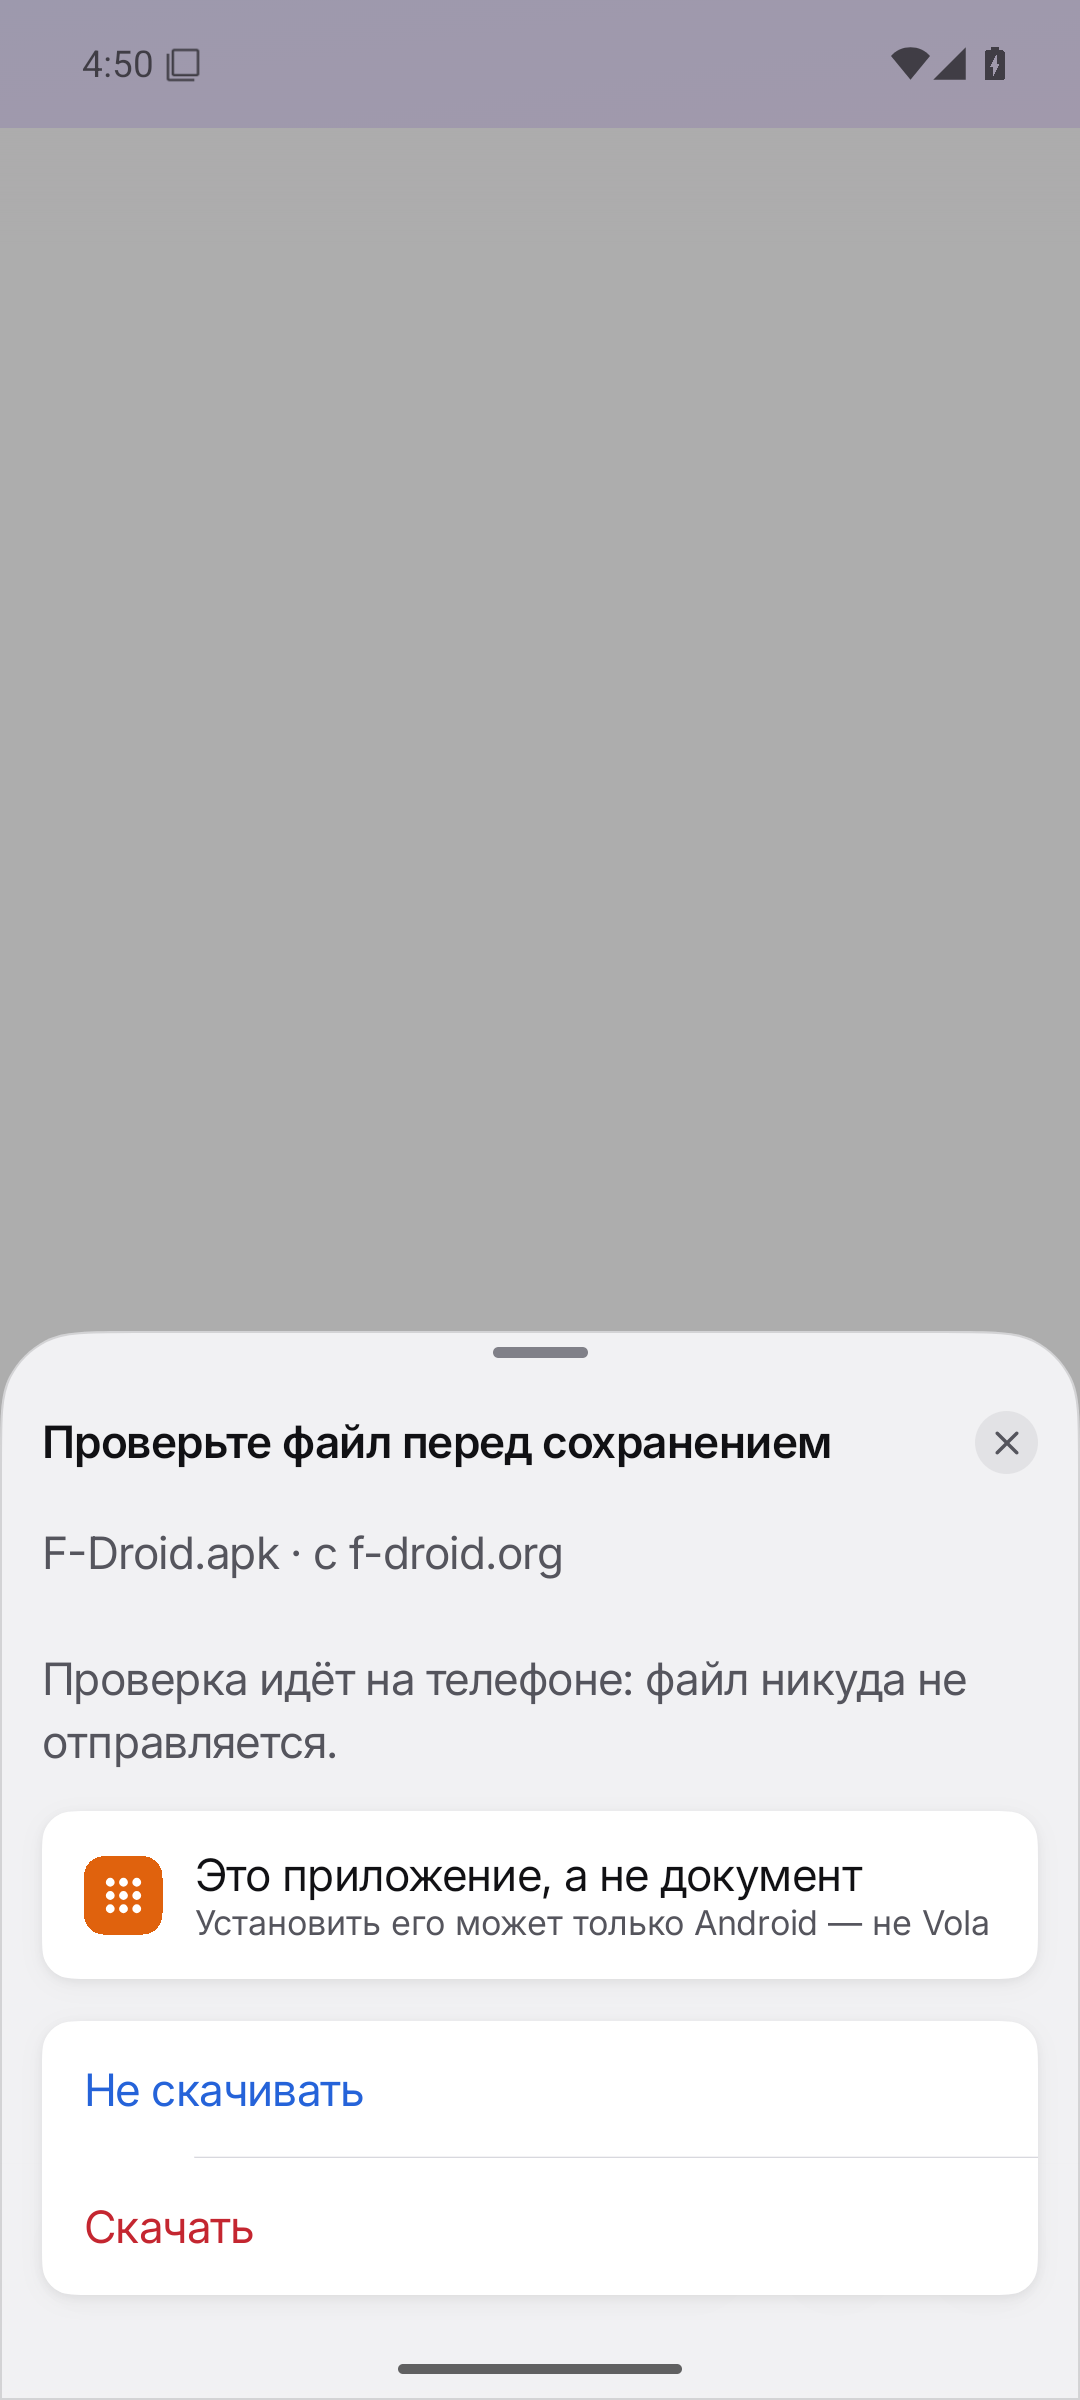 4:50
Проверьте файл перед сохранением
F-Droid.apk · с f-droid.org
Проверка идёт на телефоне: файл никуда не
отправляется.
Это приложение, а не документ
Установить его может только Android — не Vola
Не скачивать
Скачать